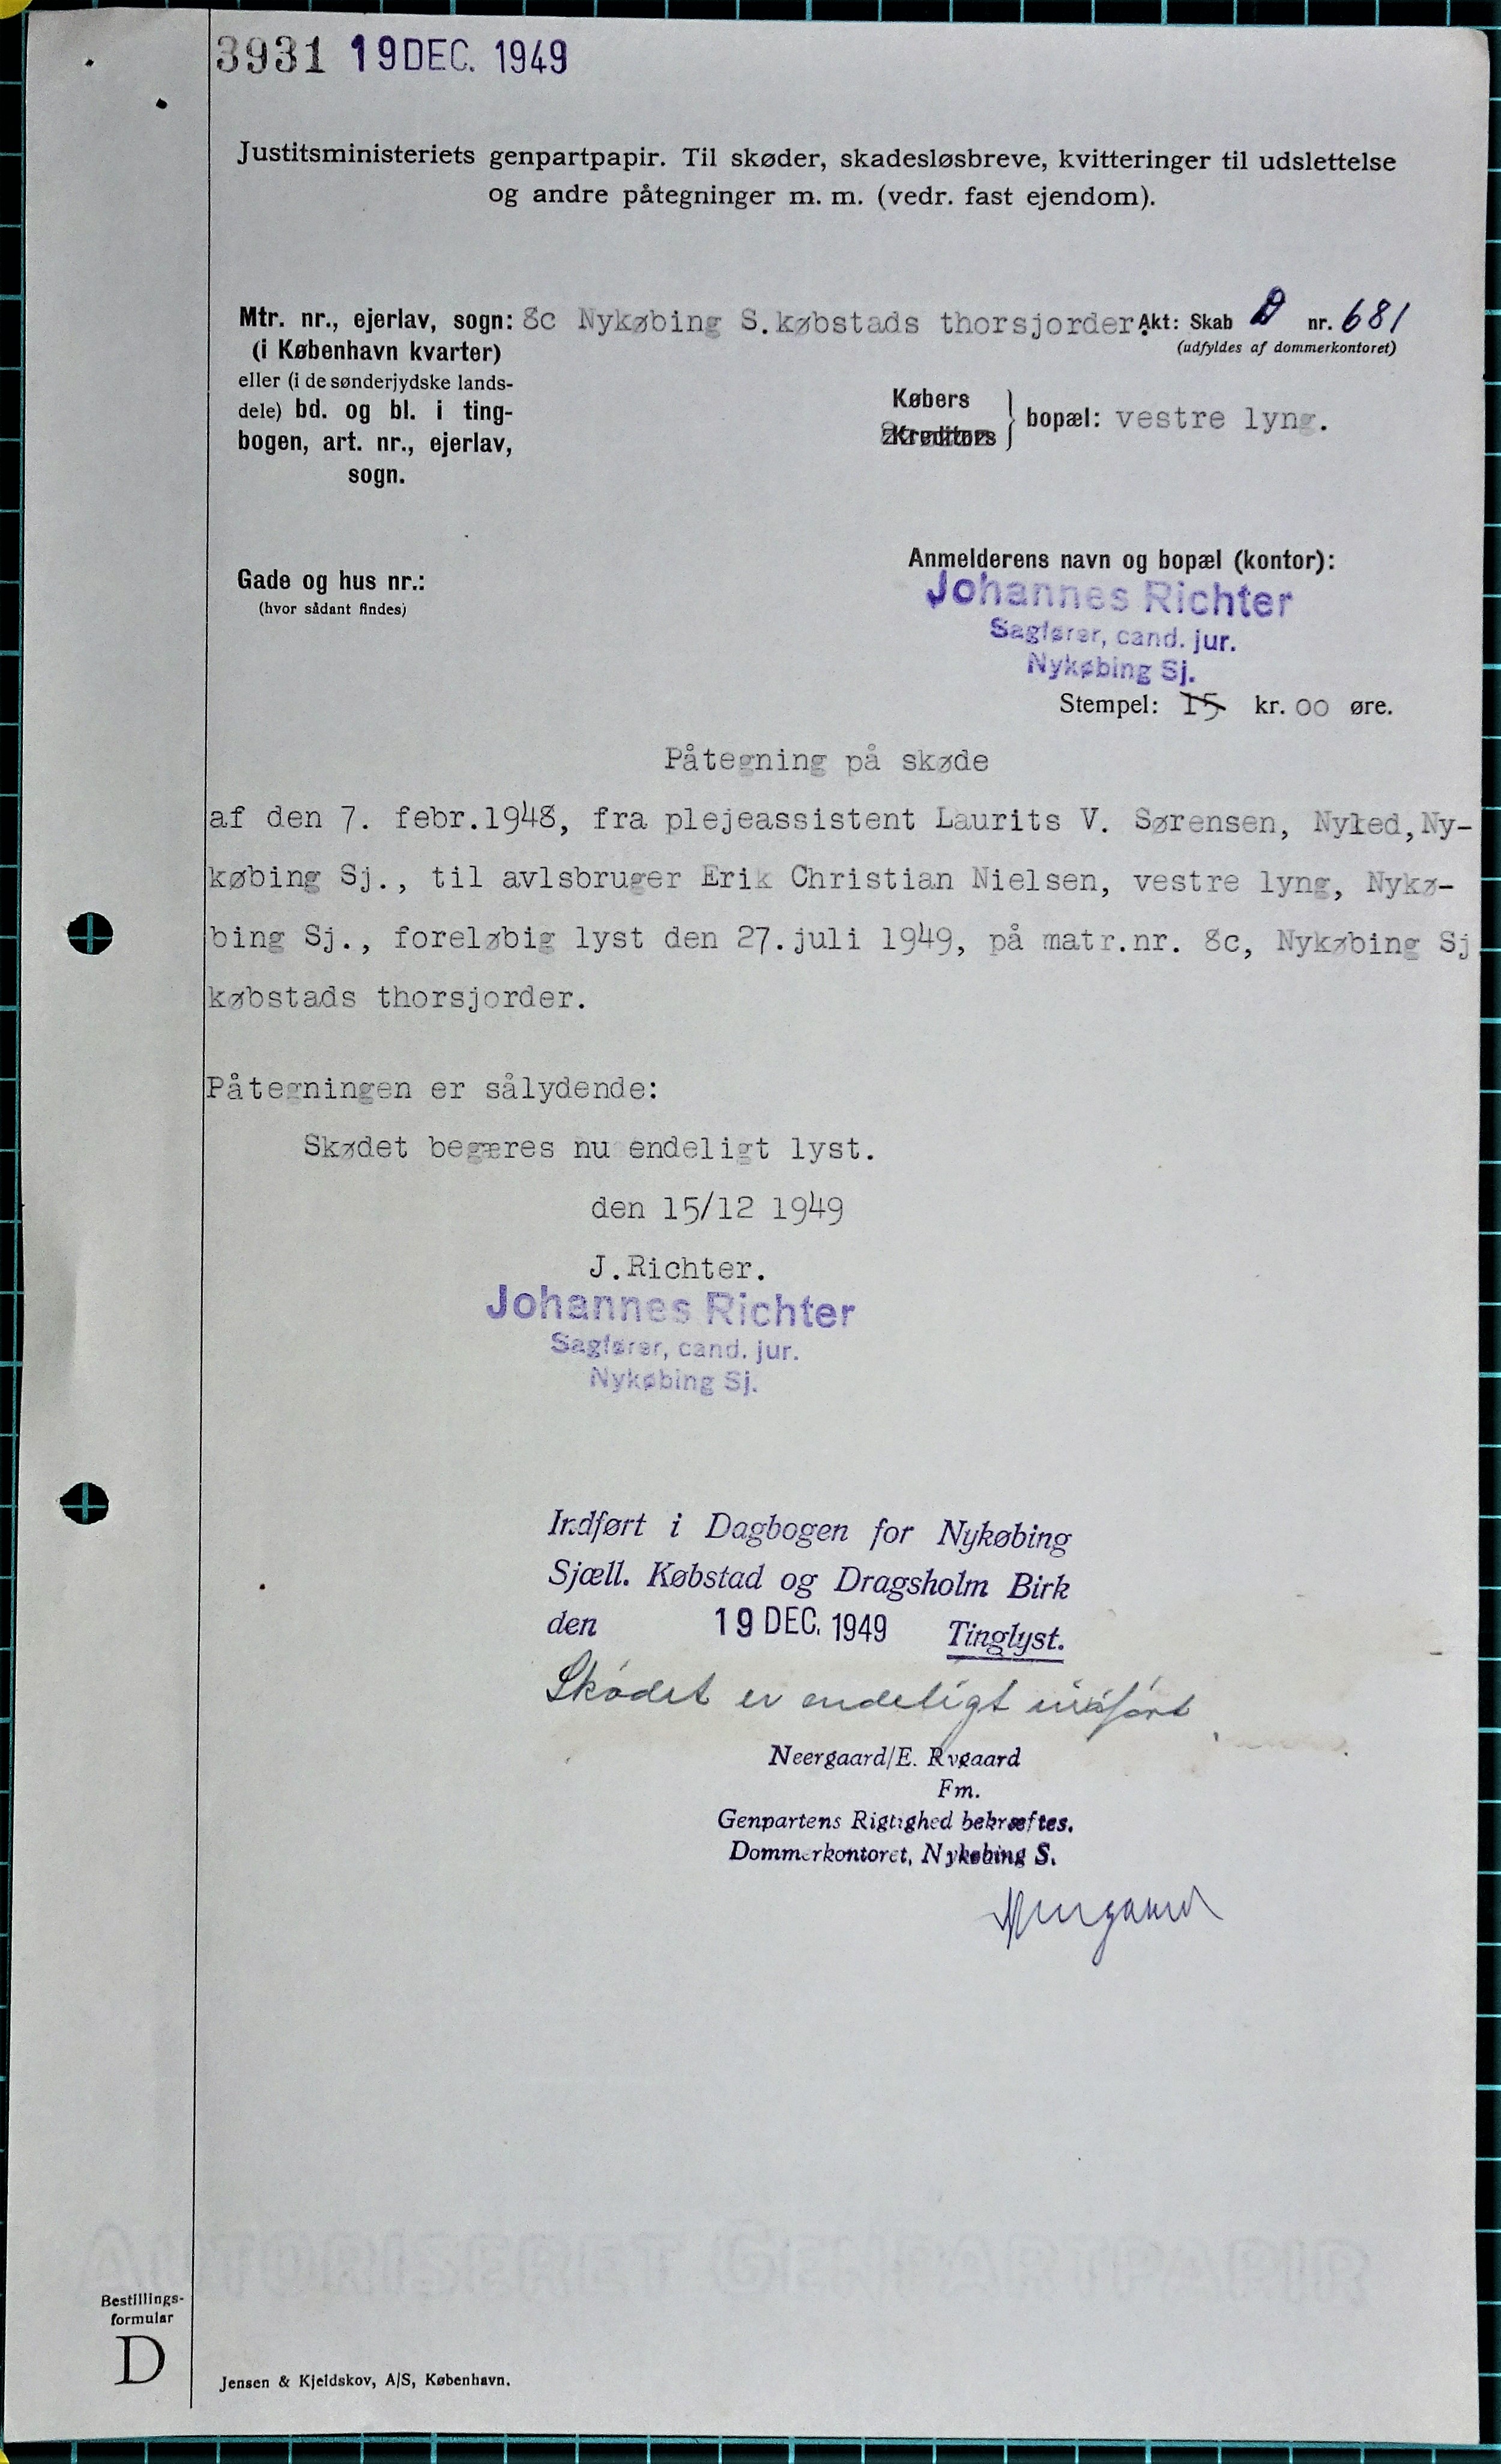 3931 19 DEC. 1949
Justitsministeriets genpartpapir. Til skøder, skadesløsbreve, kvitteringer til udslettelse
og andre påtegninger m. m. (vedr. fast ejendom).
Mtr. nr., ejerlav, sogn: 8c Nykøbing S.købstads thorsjorder. Akt: Skab D nr. 681
(i København kvarter)
(udfyldes af dommerkontoret)
eller (i de sønderjydske lands-
dele) bd. og bl. i ting-
bogen, art. nr., ejerlav,
sogn.
Købers
Kreditors
bopæl: vestre lyng.
Gade og hus nr.:
(hvor sådant findes)
Anmelderens navn og bopæl (kontor):
Johannes Richter
Sagfører, cand. jur.
Nykøbing Sj.
Stempel: 15 kr. 00 øre.
Påtegning på skøde
af den 7. febr.1948, fra plejeassistent Laurits V. Sørensen, Nyled, Ny-
købing Sj., til avlsbruger Erik Christian Nielsen, vestre lyng, Nykø-
bing Sj., foreløbig lyst den 27.juli 1949, på matr.nr. 8c, Nykøbing Sj
købstads thorsjorder.
Påtegningen er sålydende:
Skødet begæres nu endeligt lyst.
den 15/12 1949
J.Richter.
Johannes Richter
Sagfører, cand. jur.
Nykøbing Sj.
Indført i Dagbogen for Nykøbing
Sjæll. Købstad og Dragsholm Birk
den 19 DEC. 1949 Tinglyst.
Skødet er endeligt indført
Neergaard/E. Rygaard
Fm.
Genpartens Rigtighed bekræftes.
Dommerkontoret, Nykøbing S.
Neergaard
AUTORISERET GENPARTPAPIR
Bestillings-
formular
D
Jensen & Kjeldskov, A/S, København.